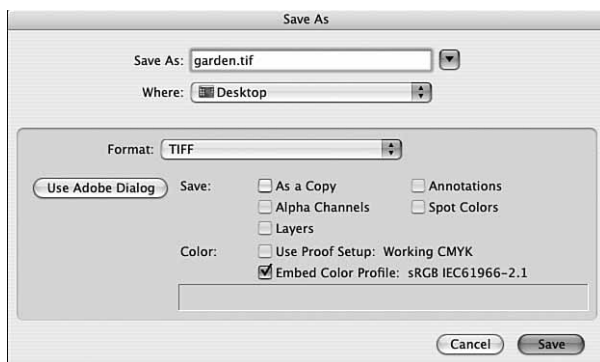 Save As
Save As: garden.tif
Where: Desktop
Format: TIFF
Use Adobe Dialog Save: As a Copy Annotations
Alpha Channels Spot Colors
Layers
Color: Use Proof Setup: Working CMYK
Embed Color Profile: sRGB IEC61966-2.1
Cancel Save